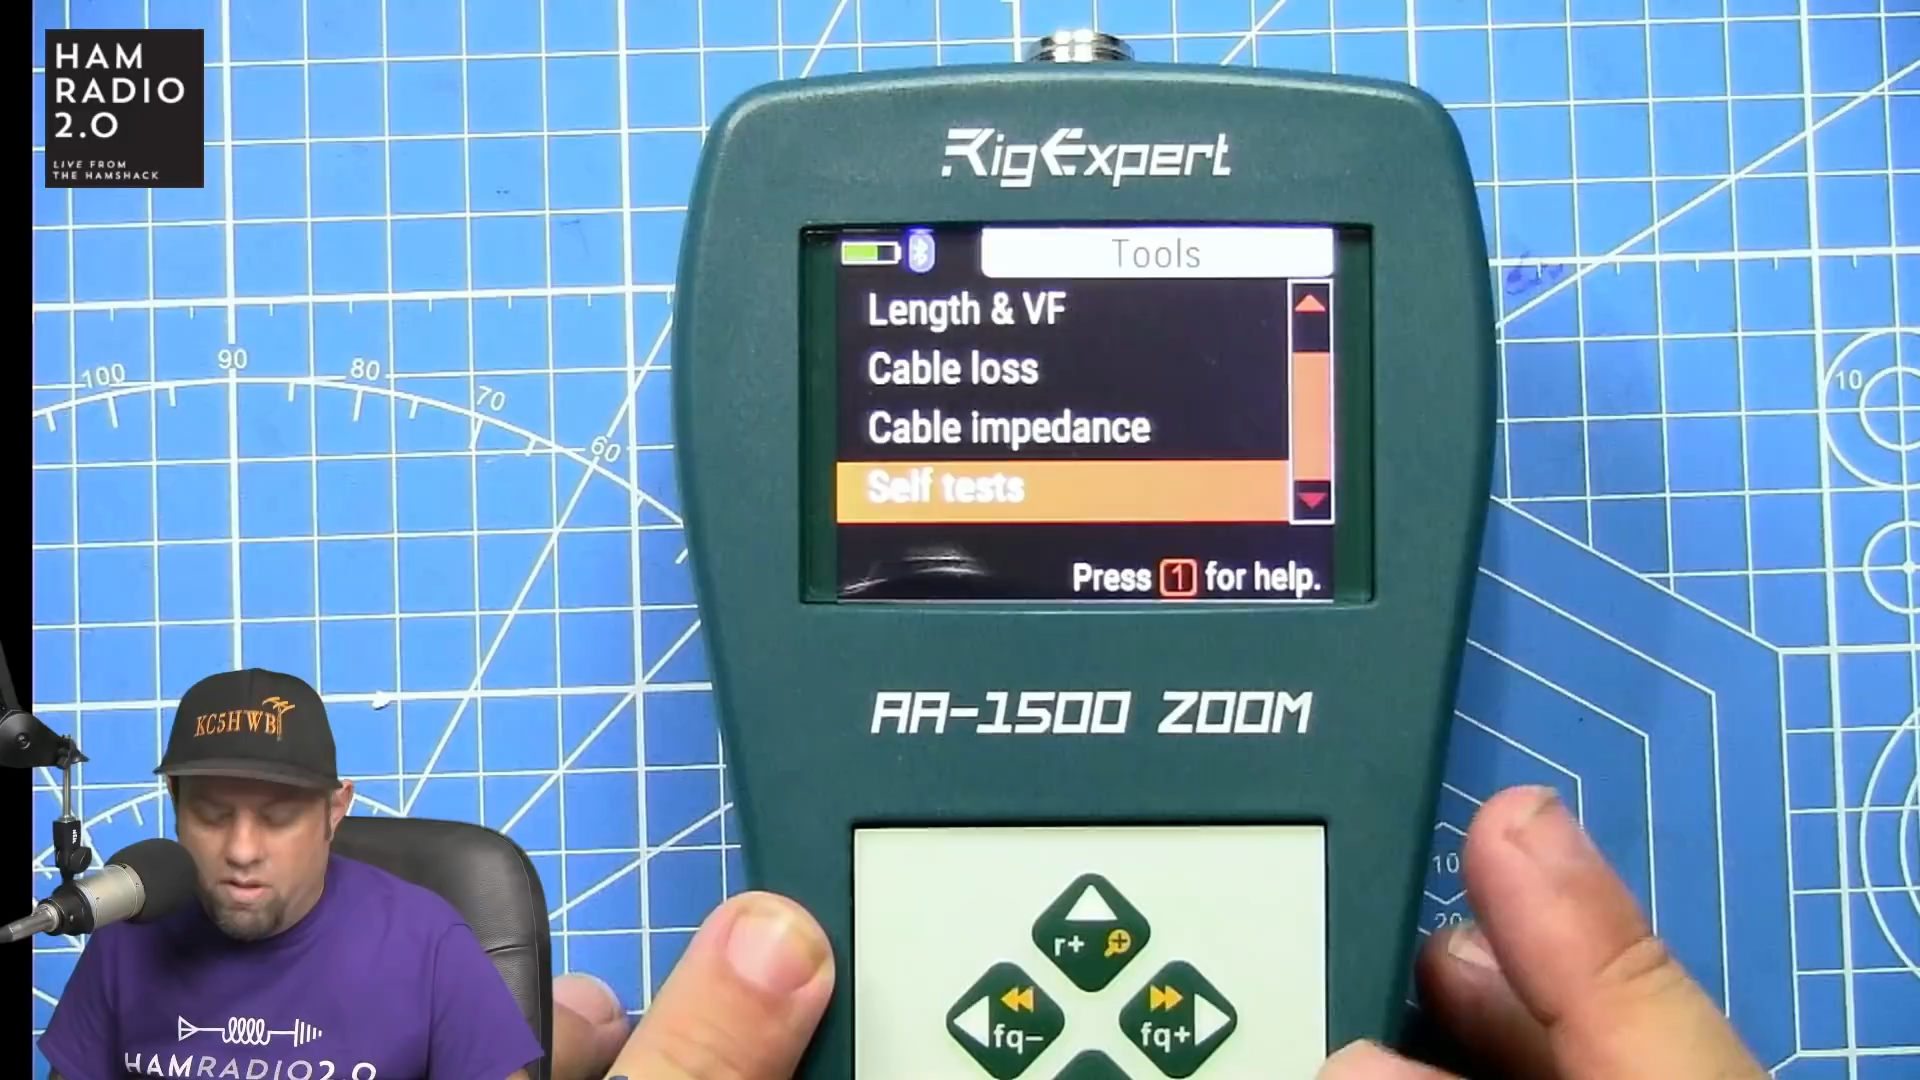 HAM
RADIO
2.0
LIVE FROM
THE HAMSHACK
RigExpert
Tools
Length & VF
Cable loss
Cable impedance
Self tests
Press 1 for help.
AA-1500 ZOOM
r+
fq-
fq+
100
90
80
70
60
10
10
20
KC5HWB
HAMRADIO2.0